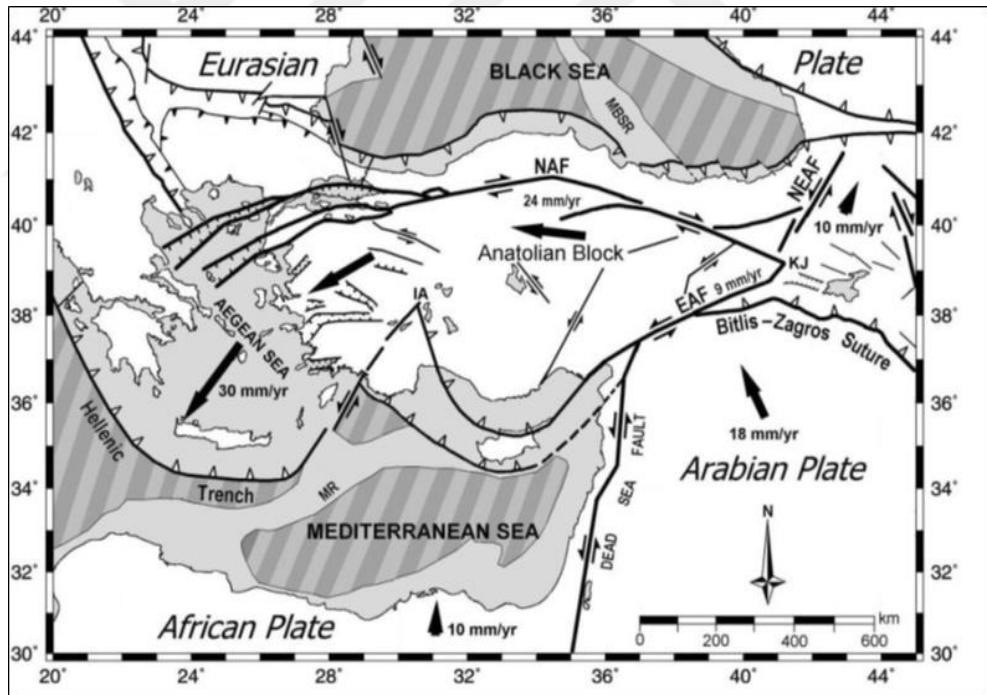 20° 24 28 32 36 40 44°
44° 44°
Eurasian
BLACK SEA
Plate
MBSR
42° 42°
NAF
NEAF
24 mm/yr
40° 40°
10 mm/yr
Anatolian Block
KJ
EAF 9 mm/yr
IA
38° 38°
AEGEAN SEA
Bitlis-Zagros Suture
30 mm/yr
36° 36°
Hellenic
18 mm/yr
FAULT
Arabian Plate
34° 34°
Trench
MR
SEA
MEDITERRANEAN SEA
N
DEAD
32° 32°
African Plate
10 mm/yr
km
0 200 400 600
30° 30°
20° 24 28 32 36 40 44°